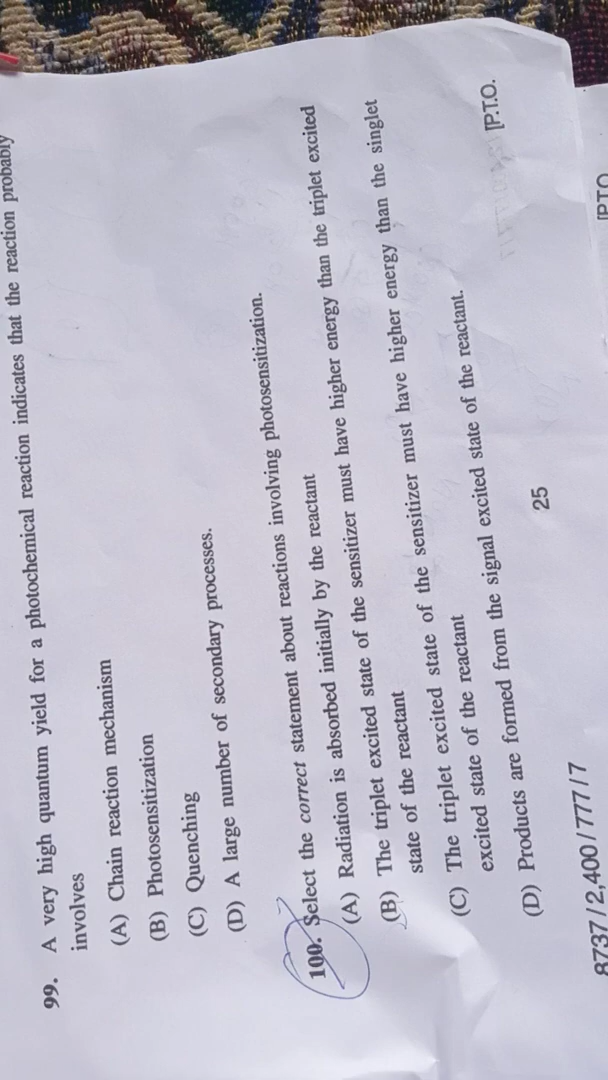 99. A very high quantum yield for a photochemical reaction indicates that the reaction probably
involves
(A) Chain reaction mechanism
(B) Photosensitization
(C) Quenching
(D) A large number of secondary processes.
100. Select the correct statement about reactions involving photosensitization.
(A) Radiation is absorbed initially by the reactant
(B) The triplet excited state of the sensitizer must have higher energy than the triplet excited
state of the reactant
(C) The triplet excited state of the sensitizer must have higher energy than the singlet
excited state of the reactant
(D) Products are formed from the signal excited state of the reactant.
25
[P.T.O.
8737/2,400/777/7
[P.T.O